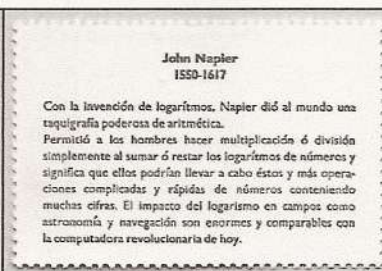 John Napier
1550-1617
Con la invención de logarítmos, Napier dió al mundo una
taquigrafía poderosa de aritmética.
Permitió a los hombres hacer multiplicación ó división
simplemente al sumar ó restar los logarítmos de números y
significa que ellos podrían llevar a cabo éstos y más opera-
ciones complicadas y rápidas de números conteniendo
muchas cifras. El impacto del logarismo en campos como
astronomía y navegación son enormes y comparables con
la computadora revolucionaria de hoy.